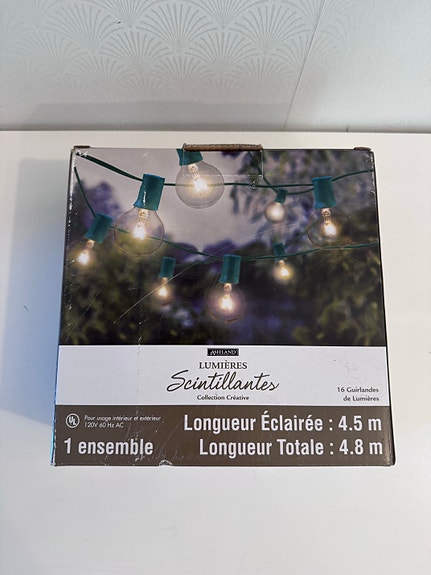 ASHLAND
LUMIÈRES
Scintillantes
Collection Créative
16 Guirlandes
de Lumières
UL
Pour usage intérieur et extérieur
120V 60 Hz AC
1 ensemble
Longueur Éclairée : 4.5 m
Longueur Totale : 4.8 m